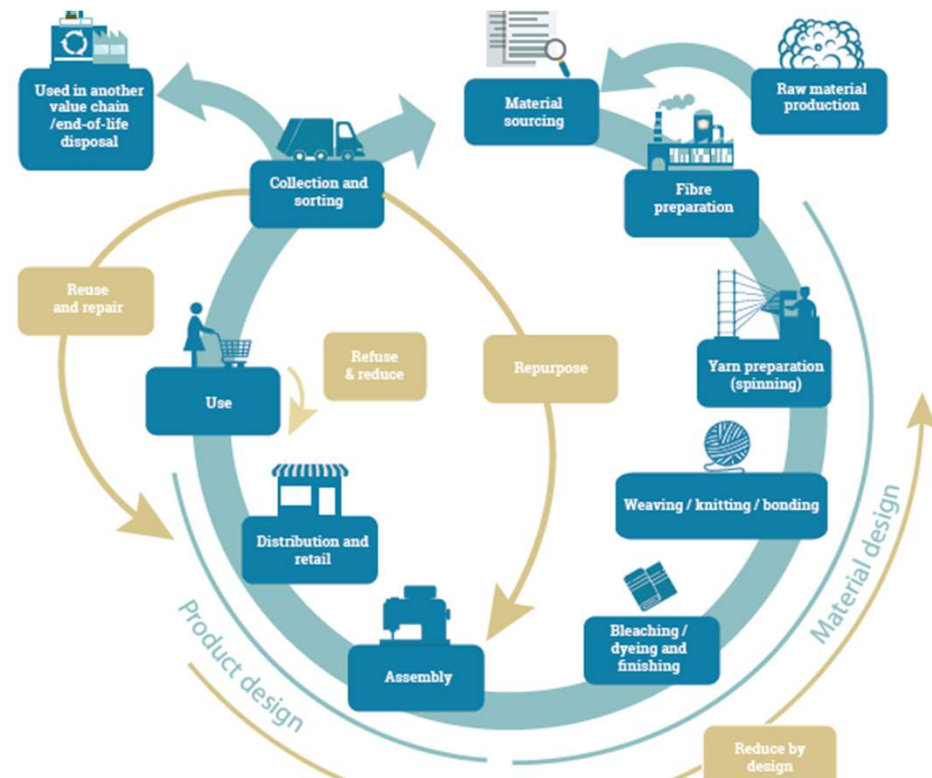 Used in another
value chain
/end-of-life
disposal
Material
sourcing
Raw material
production
Collection and
sorting
Fibre
preparation
Reuse
and repair
Refuse
& reduce
Repurpose
Yarn preparation
(spinning)
Use
Weaving / knitting / bonding
Distribution and
retail
Bleaching /
dyeing and
finishing
Assembly
Product design
Material design
Reduce by
design